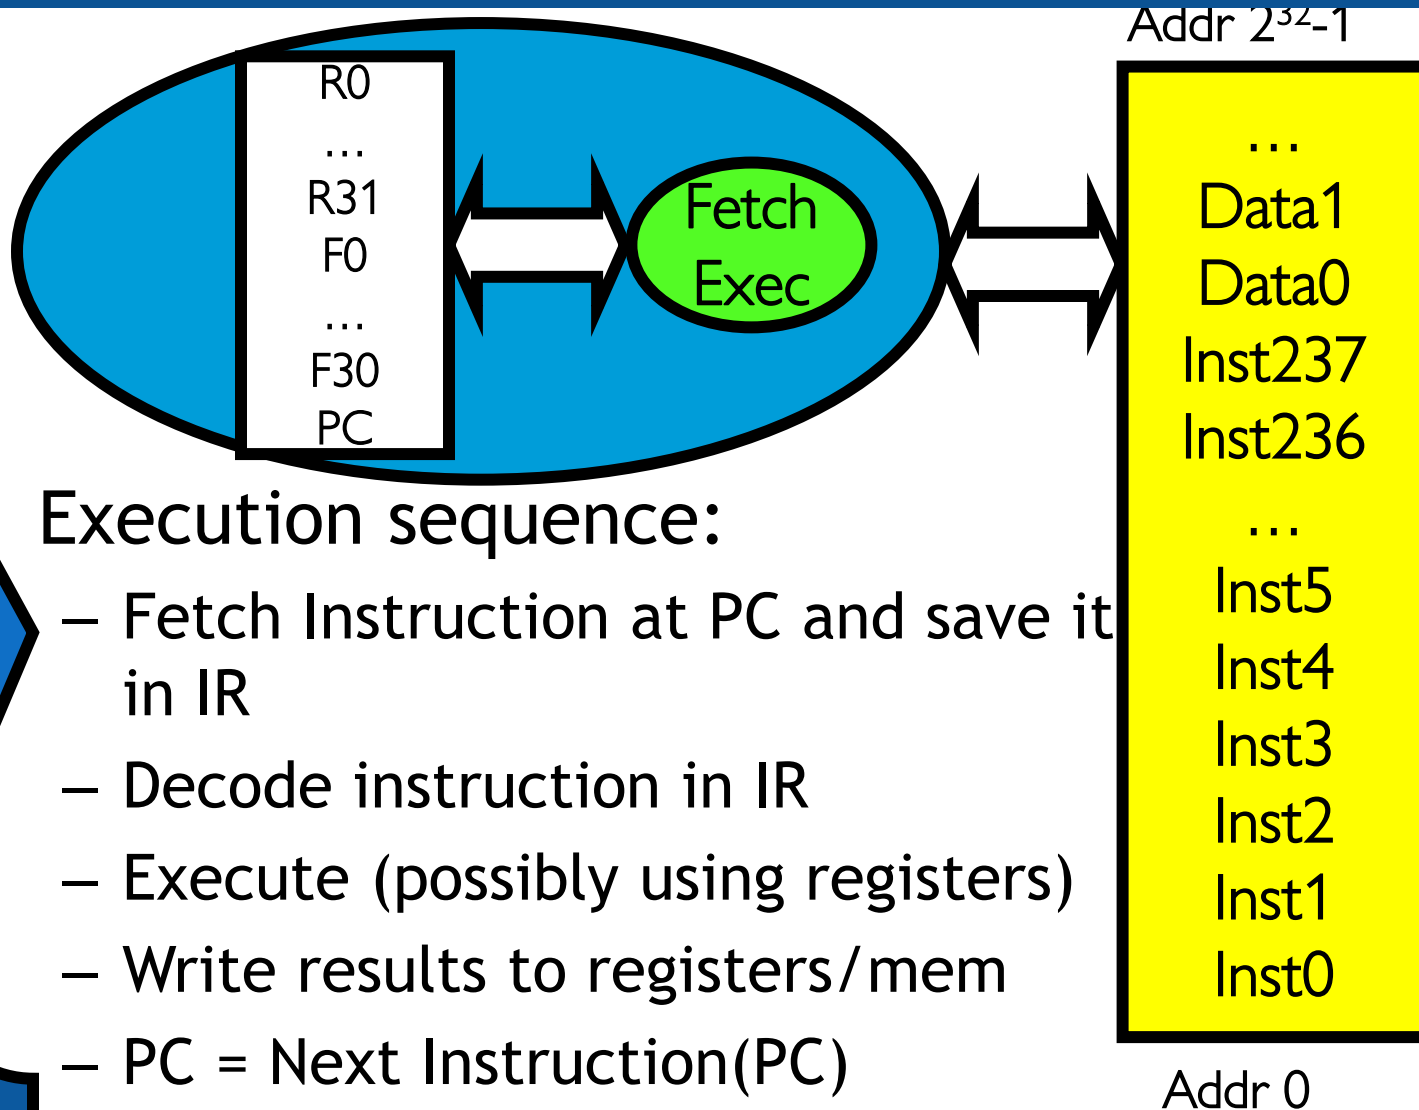 Addr 2³²-1
R0
…
R31
F0
…
F30
PC
Fetch
Exec
…
Data1
Data0
Inst237
Inst236
…
Inst5
Inst4
Inst3
Inst2
Inst1
Inst0
Addr 0
Execution sequence:
– Fetch Instruction at PC and save it
in IR
– Decode instruction in IR
– Execute (possibly using registers)
– Write results to registers/mem
– PC = Next Instruction(PC)